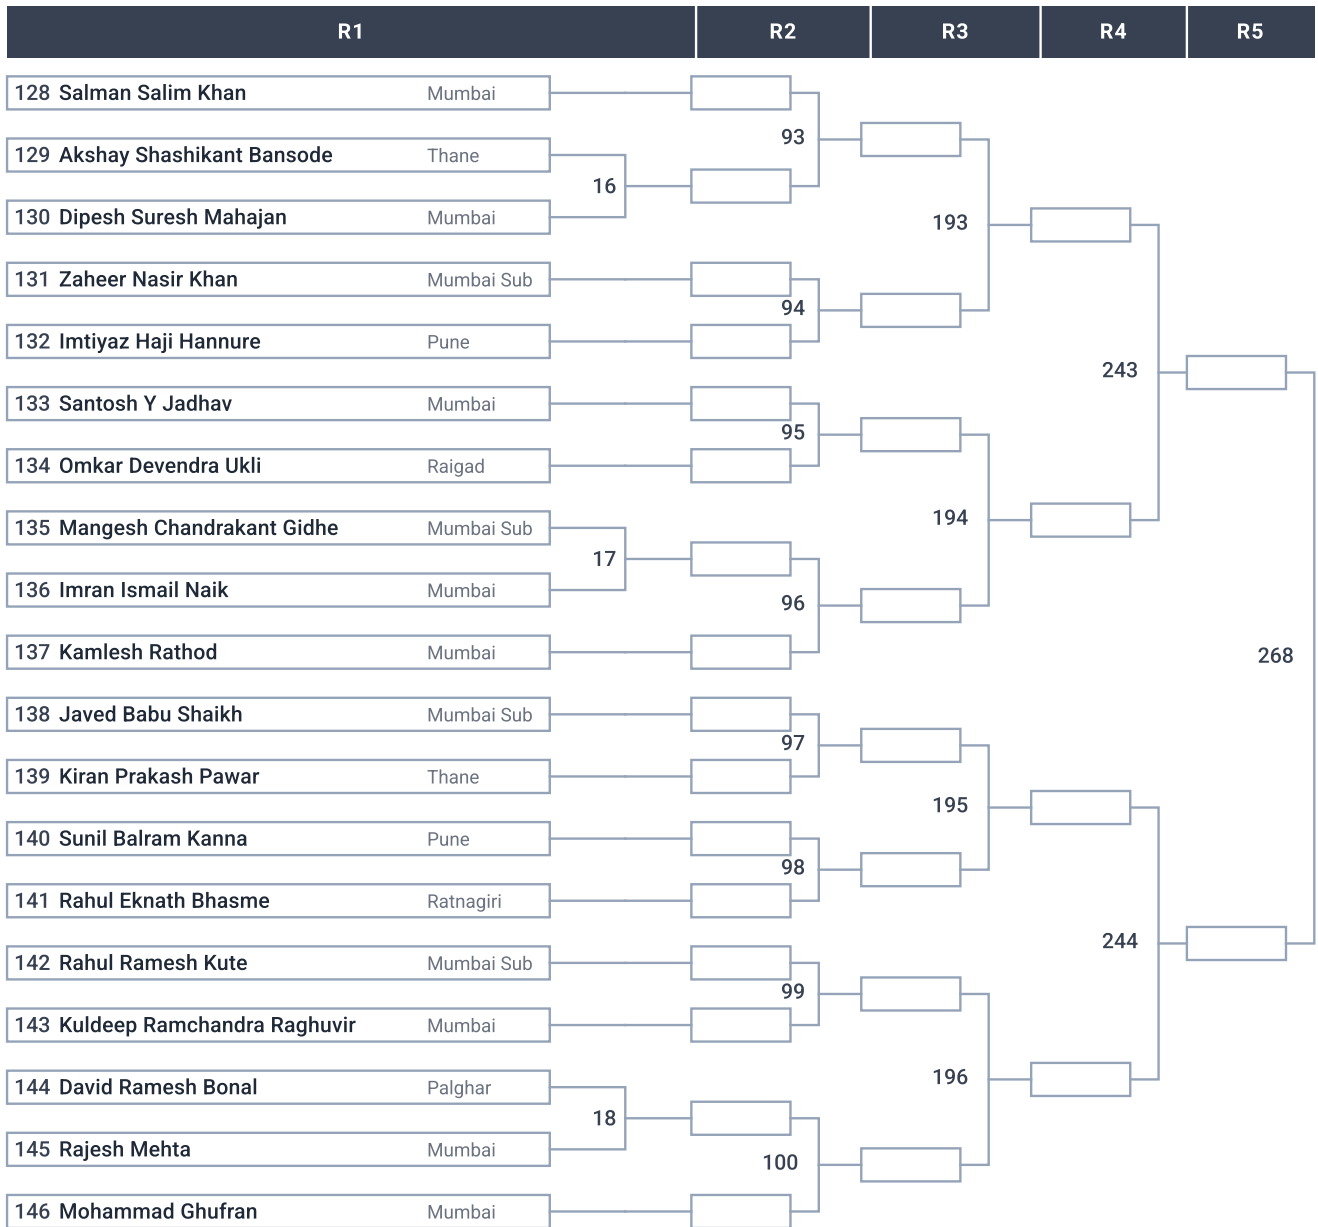 R1 R2 R3 R4 R5
128 Salman Salim Khan Mumbai
93
129 Akshay Shashikant Bansode Thane
16
130 Dipesh Suresh Mahajan Mumbai
193
131 Zaheer Nasir Khan Mumbai Sub
94
132 Imtiyaz Haji Hannure Pune
243
133 Santosh Y Jadhav Mumbai
95
134 Omkar Devendra Ukli Raigad
194
135 Mangesh Chandrakant Gidhe Mumbai Sub
17
136 Imran Ismail Naik Mumbai
96
137 Kamlesh Rathod Mumbai
268
138 Javed Babu Shaikh Mumbai Sub
97
139 Kiran Prakash Pawar Thane
195
140 Sunil Balram Kanna Pune
98
141 Rahul Eknath Bhasme Ratnagiri
244
142 Rahul Ramesh Kute Mumbai Sub
99
143 Kuldeep Ramchandra Raghuvir Mumbai
196
144 David Ramesh Bonal Palghar
18
145 Rajesh Mehta Mumbai
100
146 Mohammad Ghufran Mumbai